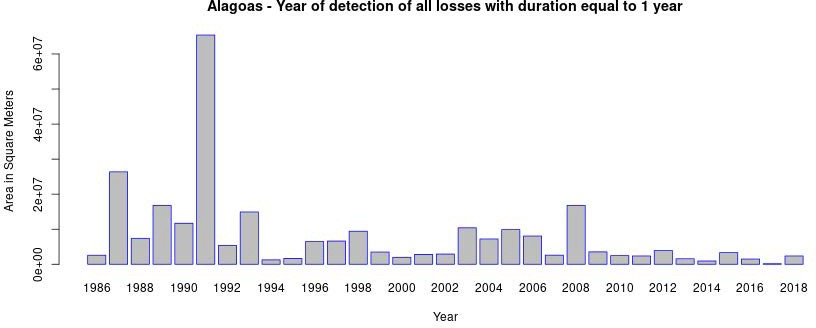 Alagoas - Year of detection of all losses with duration equal to 1 year
Area in Square Meters
6e+07
4e+07
2e+07
0e+00
1986 1988 1990 1992 1994 1996 1998 2000 2002 2004 2006 2008 2010 2012 2014 2016 2018
Year